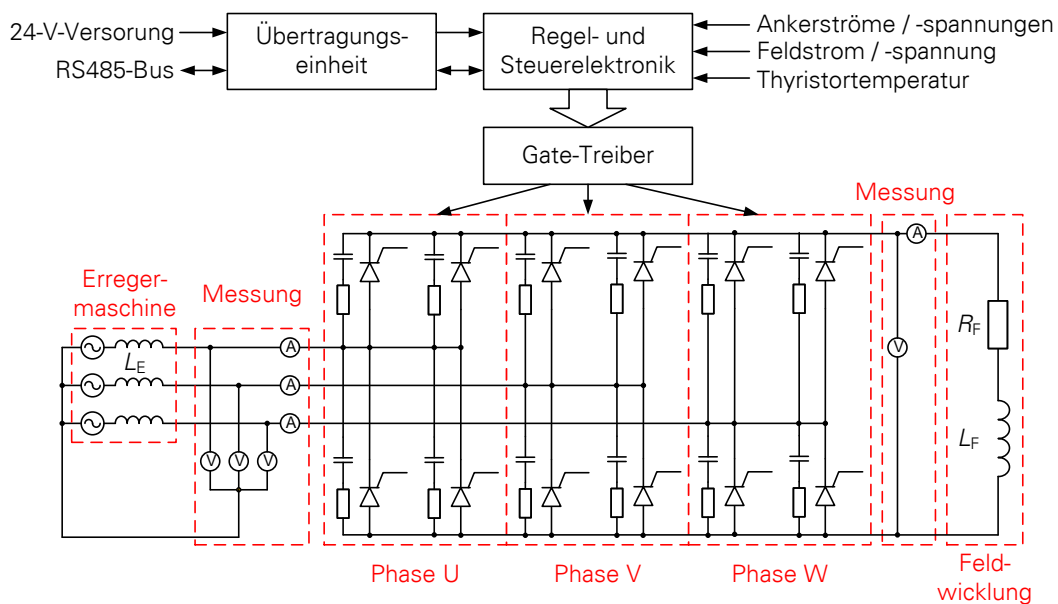 24-V-Versorung
RS485-Bus
Übertragungs-
einheit
Regel- und
Steuerelektronik
Ankerströme / -spannungen
Feldstrom / -spannung
Thyristortemperatur
Gate-Treiber
Messung
Erreger-
maschine
Messung
A
L_E
A
A
A
V
V
V
V
R_F
L_F
Phase U
Phase V
Phase W
Feld-
wicklung